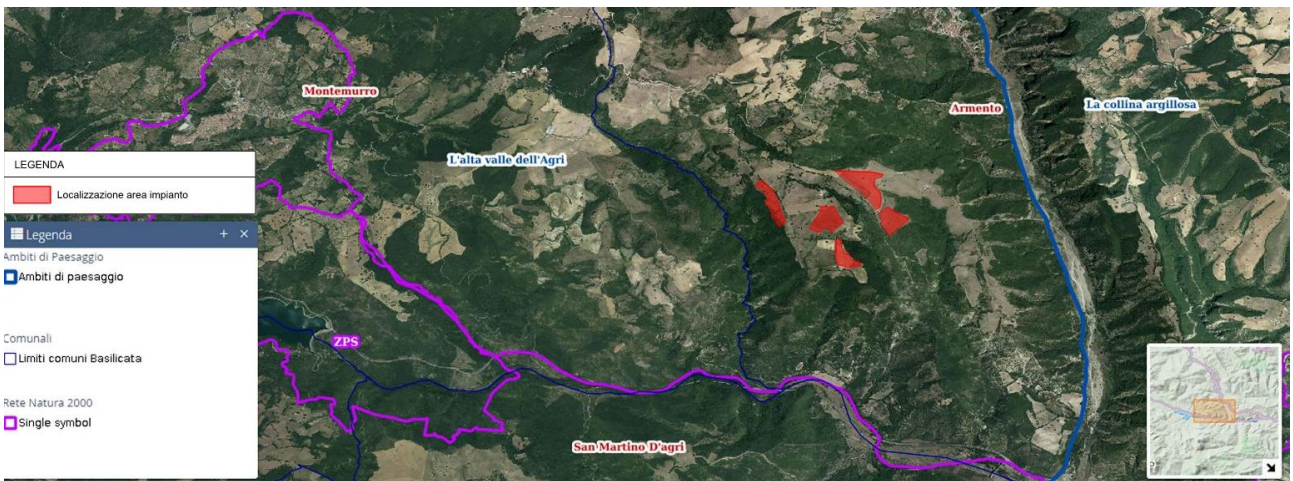 Montemurro
Armento
La collina argillosa
L'alta valle dell'Agri
LEGENDA
Localizzazione area impianto
Legenda + ×
Ambiti di Paesaggio
Ambiti di paesaggio
Comunali
Limiti comuni Basilicata
Rete Natura 2000
Single symbol
ZPS
San Martino D'agri